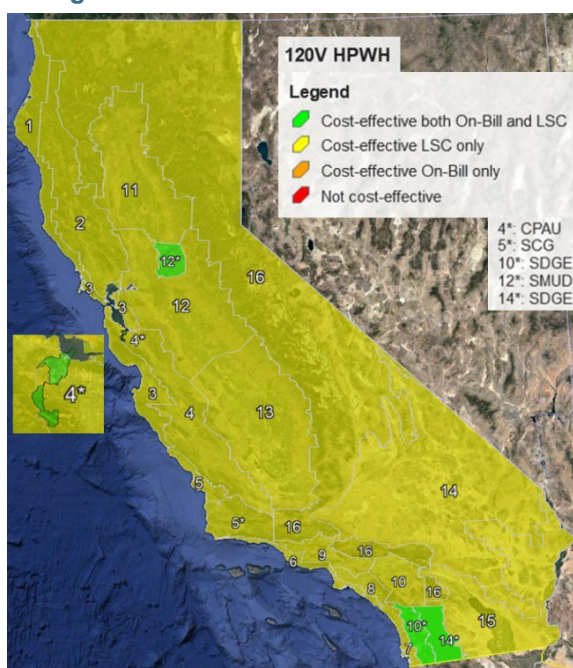 120V HPWH
Legend
Cost-effective both On-Bill and LSC
Cost-effective LSC only
Cost-effective On-Bill only
Not cost-effective
4*: CPAU
5*: SCG
10*: SDGE
12*: SMUD
14*: SDGE
1
11
2
12*
16
3
3
12
4*
4*
3
4
13
5
14
5*
16
6
9
16
8
10
16
10*
14*
15
7